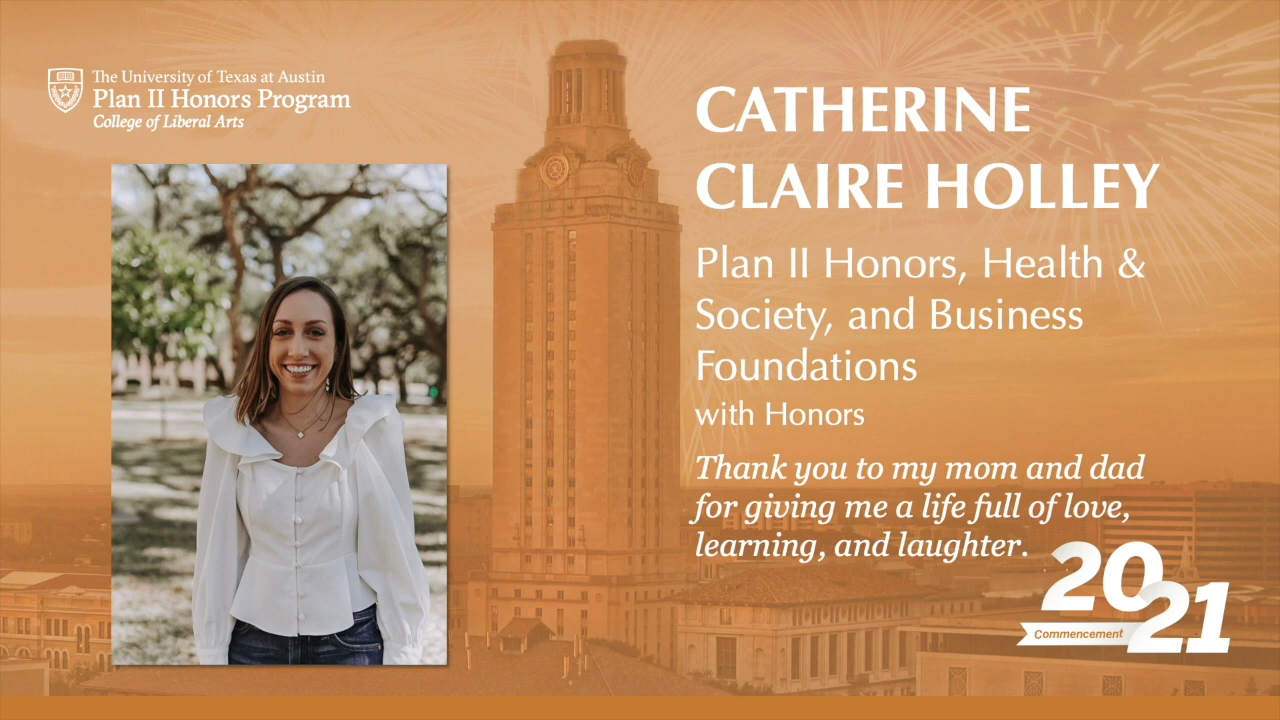 The University of Texas at Austin
Plan II Honors Program
College of Liberal Arts
CATHERINE
CLAIRE HOLLEY
Plan II Honors, Health &
Society, and Business
Foundations
with Honors
Thank you to my mom and dad
for giving me a life full of love,
learning, and laughter.
2021
Commencement